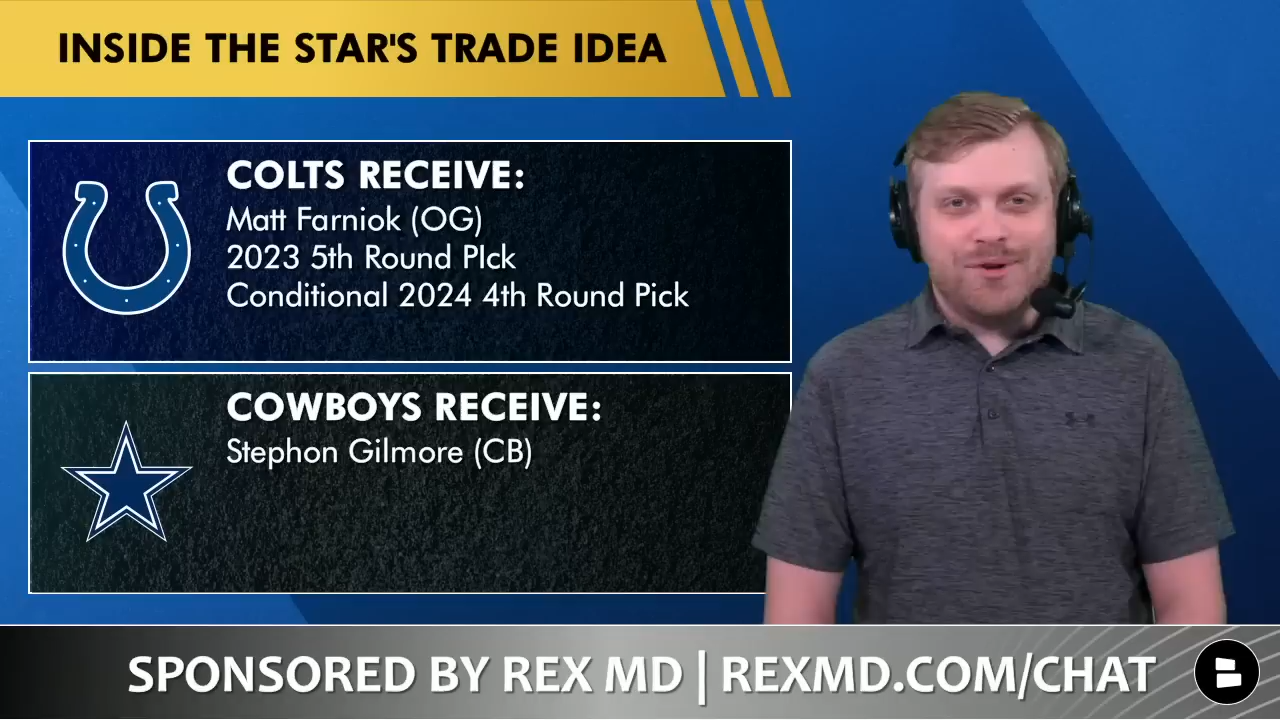 INSIDE THE STAR'S TRADE IDEA
COLTS RECEIVE:
Matt Farniok (OG)
2023 5th Round PIck
Conditional 2024 4th Round Pick
COWBOYS RECEIVE:
Stephon Gilmore (CB)
SPONSORED BY REX MD | REXMD.COM/CHAT